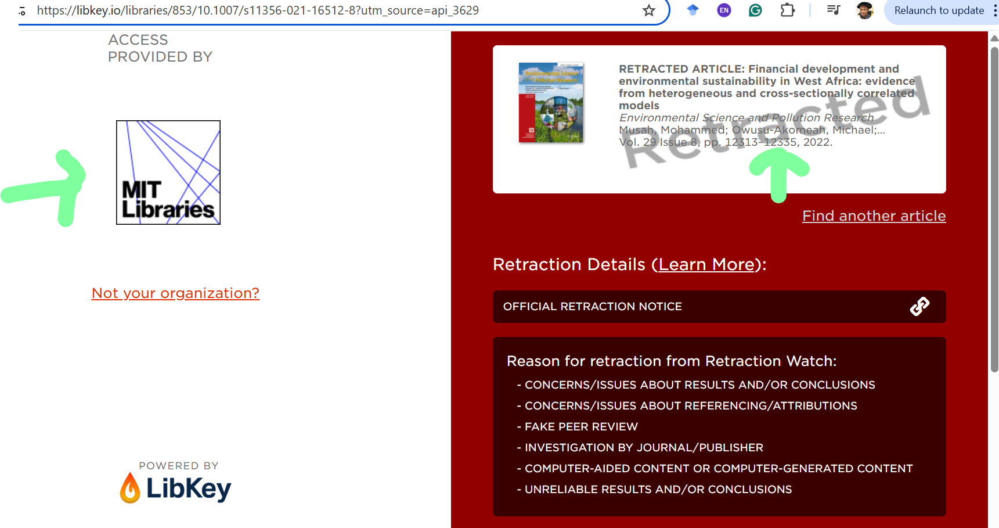 https://libkey.io/libraries/853/10.1007/s11356-021-16512-8?utm_source=api_3629
EN
Relaunch to update
ACCESS
PROVIDED BY
MIT
Libraries
Not your organization?
POWERED BY
LibKey
Environmental Science
Pollution Research
RETRACTED ARTICLE: Financial development and
environmental sustainability in West Africa: evidence
from heterogeneous and cross-sectionally correlated
models
Environmental Science and Pollution Research
Musah, Mohammed; Owusu-Akomeah, Michael;...
Vol. 29 Issue 8, pp. 12313–12335, 2022.
Retracted
Find another article
Retraction Details (Learn More):
OFFICIAL RETRACTION NOTICE
Reason for retraction from Retraction Watch:
- CONCERNS/ISSUES ABOUT RESULTS AND/OR CONCLUSIONS
- CONCERNS/ISSUES ABOUT REFERENCING/ATTRIBUTIONS
- FAKE PEER REVIEW
- INVESTIGATION BY JOURNAL/PUBLISHER
- COMPUTER-AIDED CONTENT OR COMPUTER-GENERATED CONTENT
- UNRELIABLE RESULTS AND/OR CONCLUSIONS